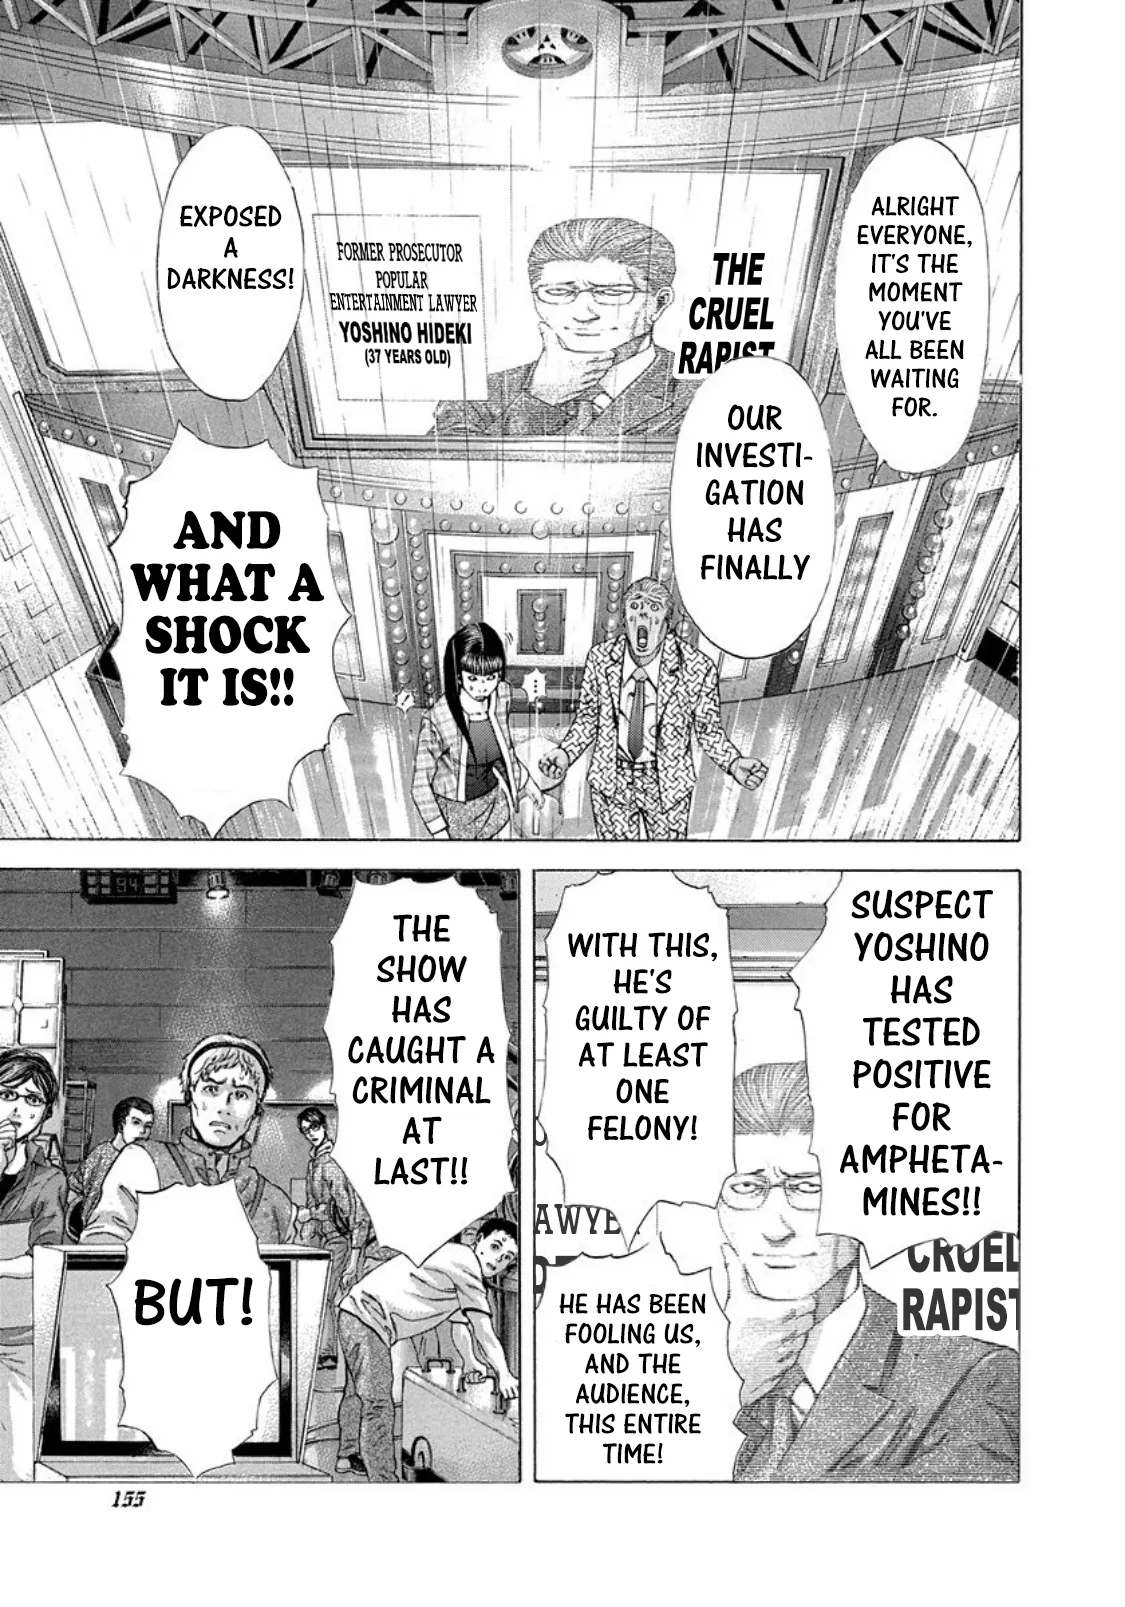 ALRIGHT
EVERYONE,
IT'S THE
MOMENT
YOU'VE
ALL BEEN
WAITING
FOR.
OUR
INVESTI-
GATION
HAS
FINALLY
THE
CRUEL
RAPIST
FORMER PROSECUTOR
POPULAR
ENTERTAINMENT LAWYER
YOSHINO HIDEKI
(37 YEARS OLD)
EXPOSED
A
DARKNESS!
AND
WHAT A
SHOCK
IT IS!!
SUSPECT
YOSHINO
HAS
TESTED
POSITIVE
FOR
AMPHETA-
MINES!!
WITH THIS,
HE'S
GUILTY OF
AT LEAST
ONE
FELONY!
AWYE
CRUEL
RAPIST
HE HAS BEEN
FOOLING US,
AND THE
AUDIENCE,
THIS ENTIRE
TIME!
THE
SHOW
HAS
CAUGHT A
CRIMINAL
AT
LAST!!
BUT!
155